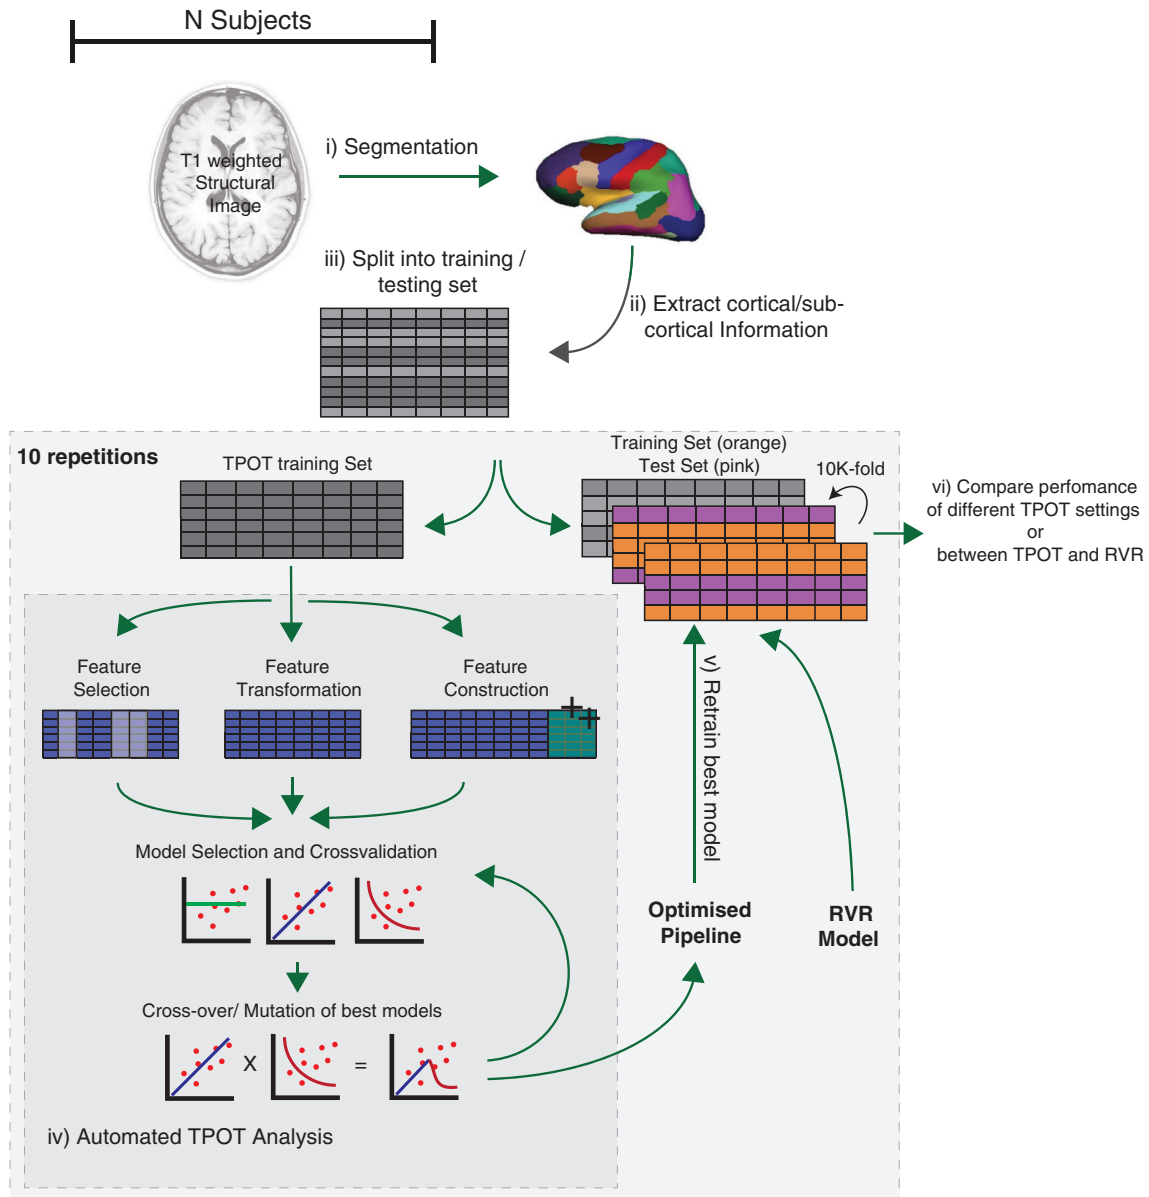 N Subjects
T1 weighted
Structural
Image
i) Segmentation
iii) Split into training /
testing set
ii) Extract cortical/sub-
cortical Information
10 repetitions
TPOT training Set
Training Set (orange)
Test Set (pink)
10K-fold
vi) Compare perfomance
of different TPOT settings
or
between TPOT and RVR
Feature
Selection
Feature
Transformation
Feature
Construction
v) Retrain best model
Model Selection and Crossvalidation
Optimised
Pipeline
RVR
Model
Cross-over/ Mutation of best models
X
=
iv) Automated TPOT Analysis